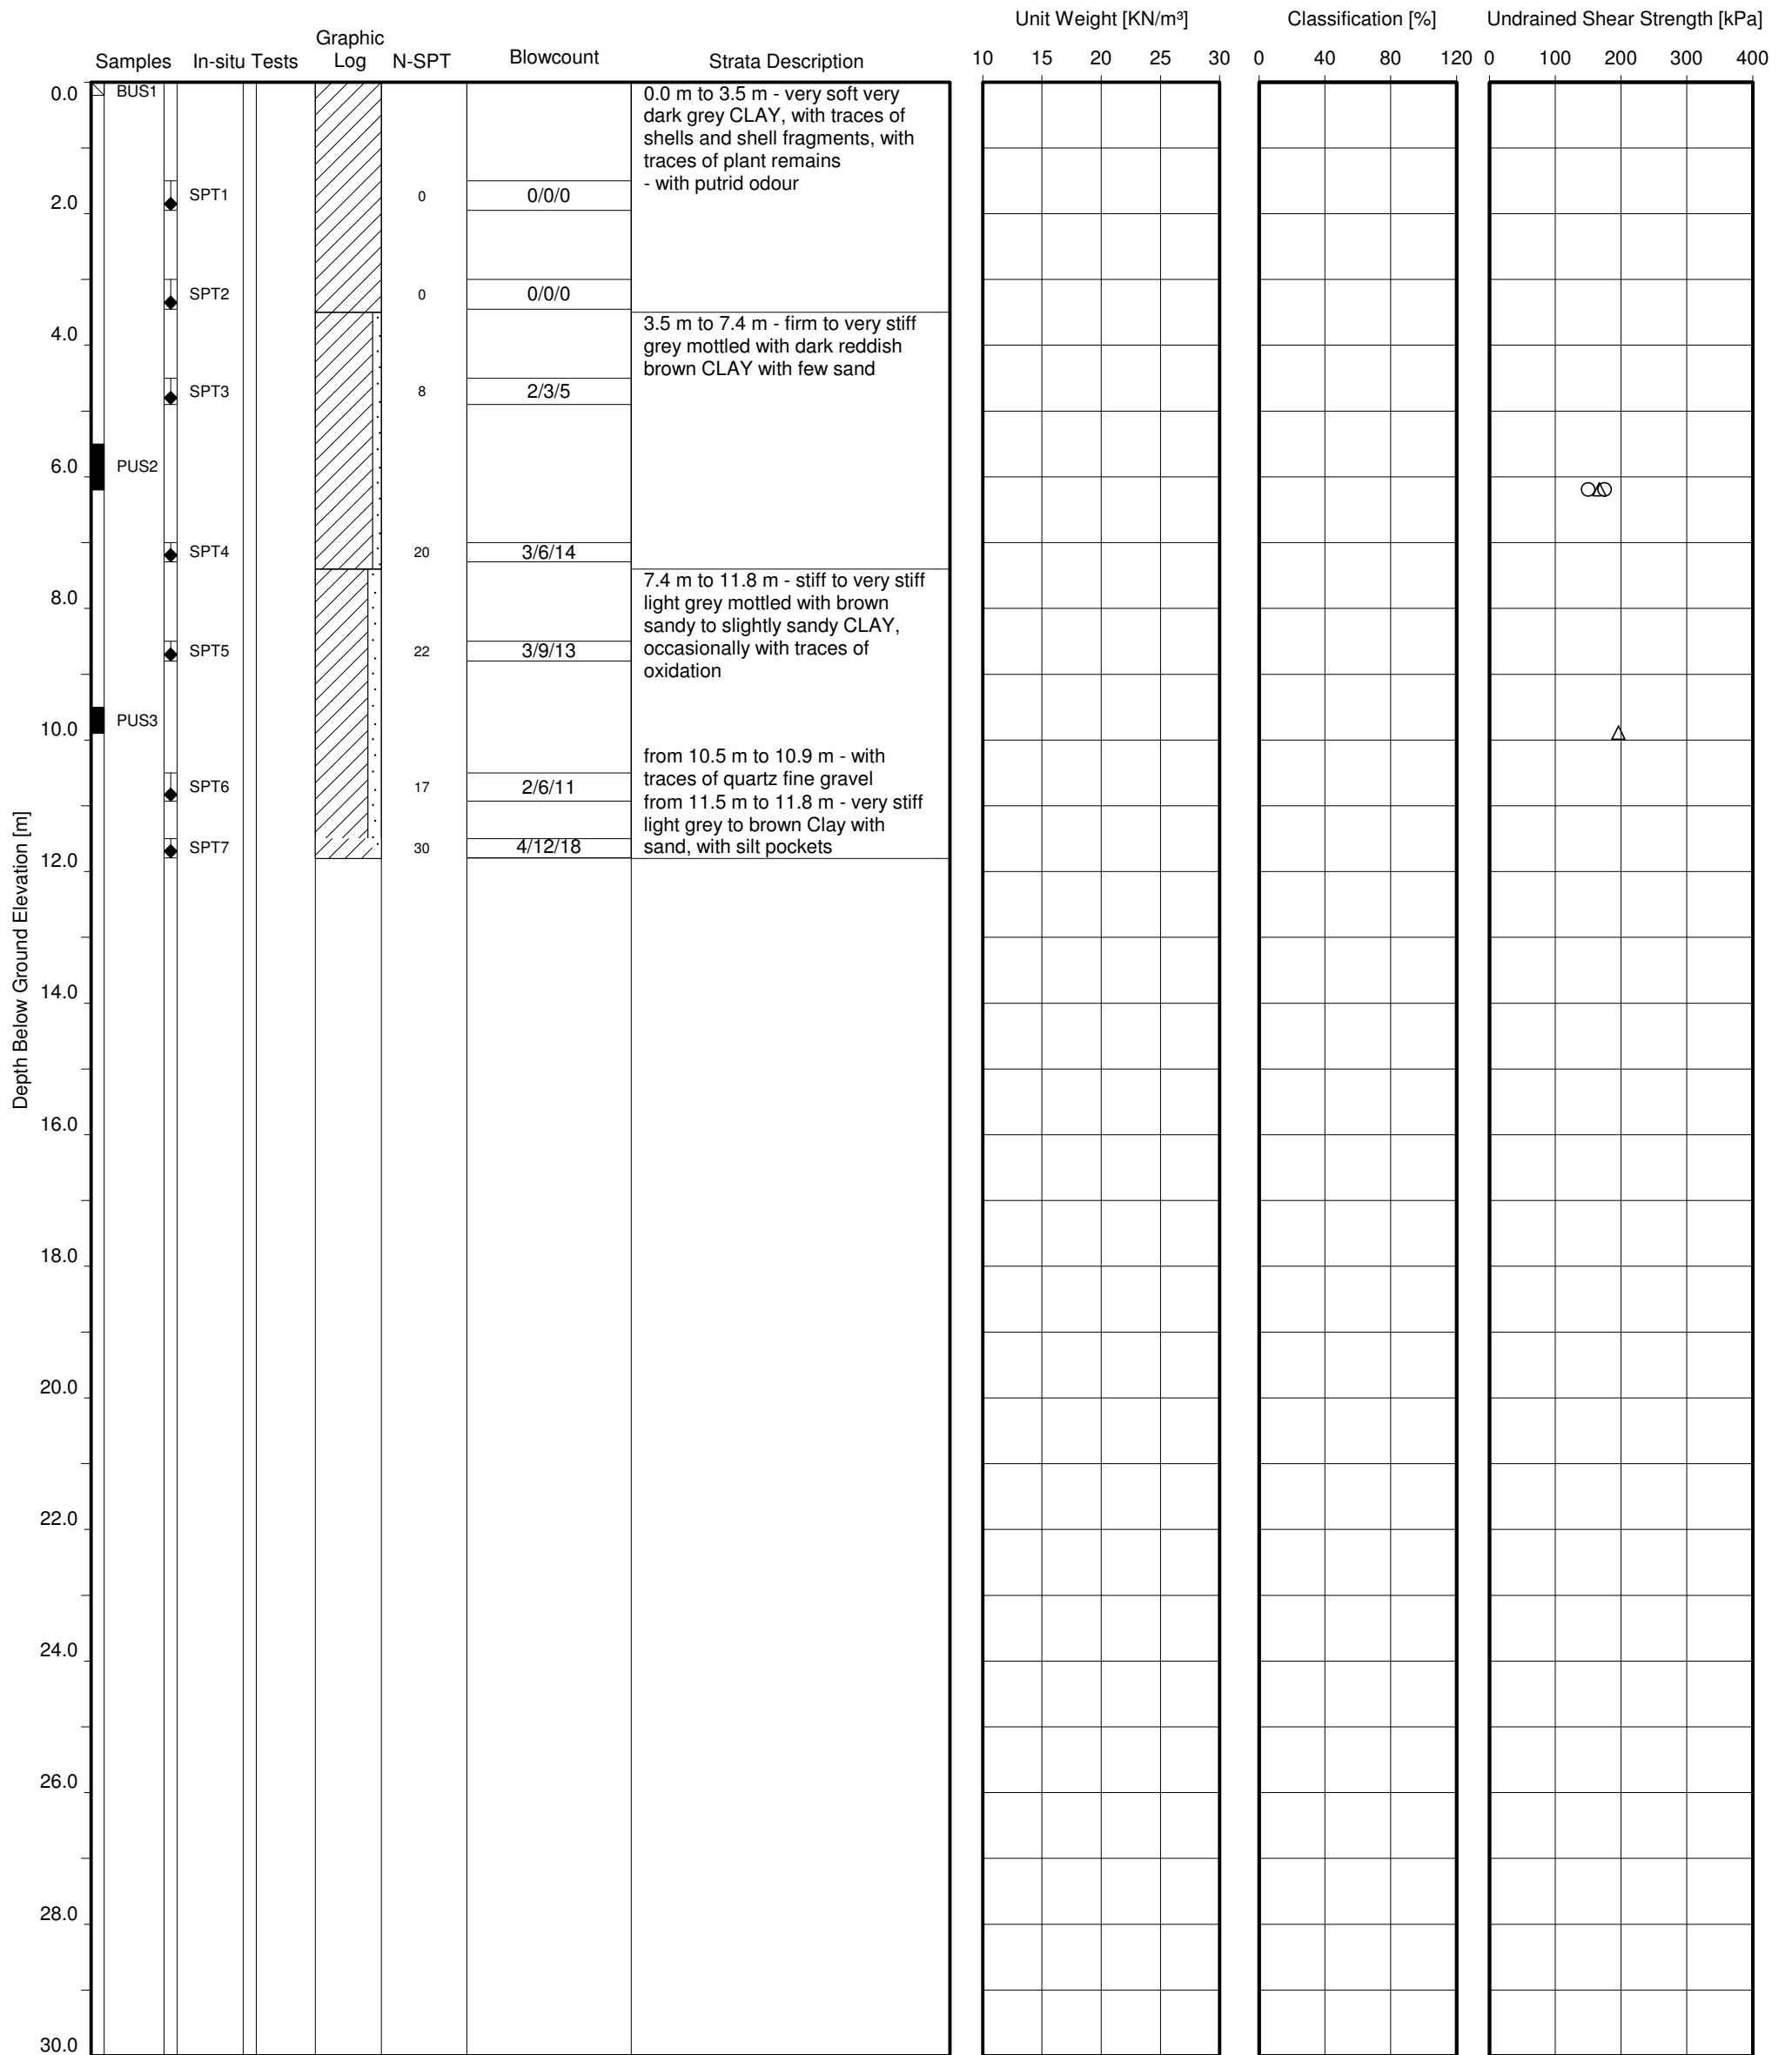 Unit Weight [KN/m³] Classification [%] Undrained Shear Strength [kPa]
Graphic
Samples In-situ Tests Log N-SPT Blowcount Strata Description
10 15 20 25 30 0 40 80 120 0 100 200 300 400
0.0 BUS1 0.0 m to 3.5 m - very soft very
dark grey CLAY, with traces of
shells and shell fragments, with
traces of plant remains
- with putrid odour
SPT1 0 0/0/0
2.0
SPT2 0 0/0/0
3.5 m to 7.4 m - firm to very stiff
4.0
grey mottled with dark reddish
brown CLAY with few sand
SPT3 8 2/3/5
6.0 PUS2
SPT4 20 3/6/14
7.4 m to 11.8 m - stiff to very stiff
8.0 light grey mottled with brown
sandy to slightly sandy CLAY,
SPT5 22 3/9/13 occasionally with traces of
oxidation
PUS3
10.0
from 10.5 m to 10.9 m - with
traces of quartz fine gravel
SPT6 17 2/6/11
from 11.5 m to 11.8 m - very stiff
light grey to brown Clay with
SPT7 30 4/12/18 sand, with silt pockets
12.0
Depth Below Ground Elevation [m]
14.0
16.0
18.0
20.0
22.0
24.0
26.0
28.0
30.0